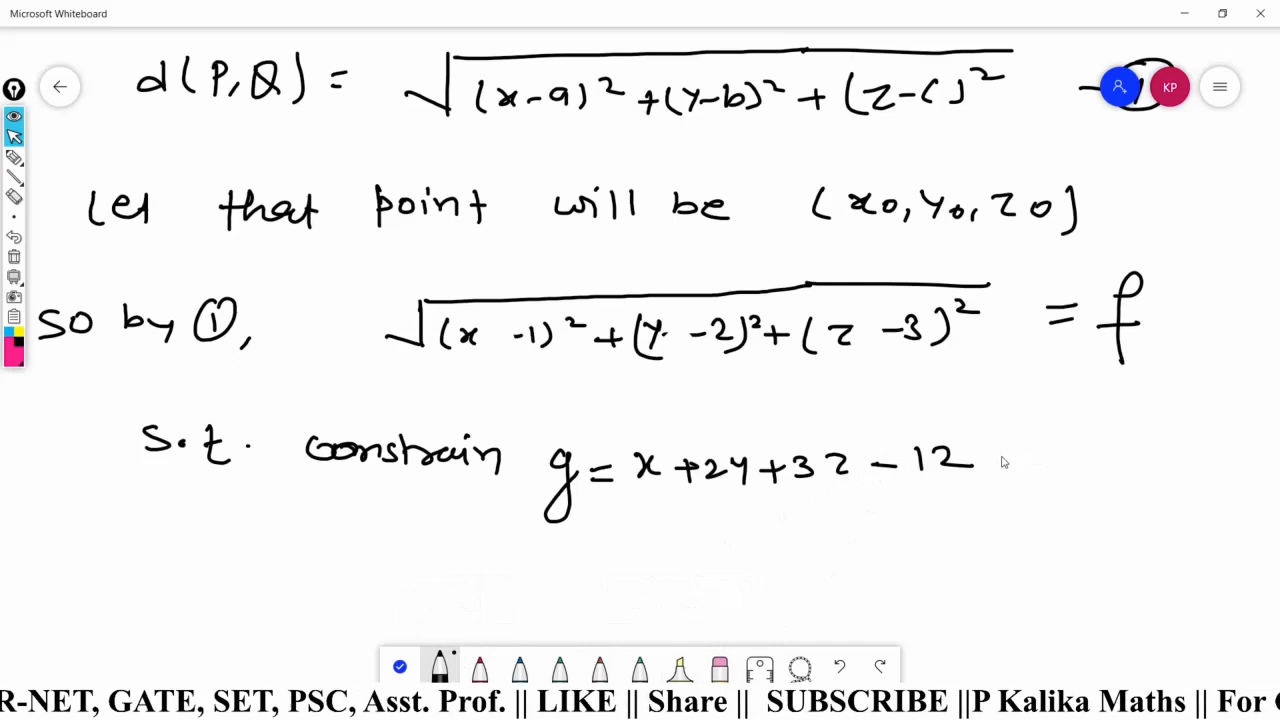 Microsoft Whiteboard
d(P,Q) = √((x-a)² + (y-b)² + (z-c)²) - ①
KP
Let that point will be (x0, y0, z0)
So by ①, √((x -1)² + (y -2)² + (z -3)²) = f
s.t. constrain g = x + 2y + 3z - 12
R-NET, GATE, SET, PSC, Asst. Prof. || LIKE || Share || SUBSCRIBE ||P Kalika Maths || For